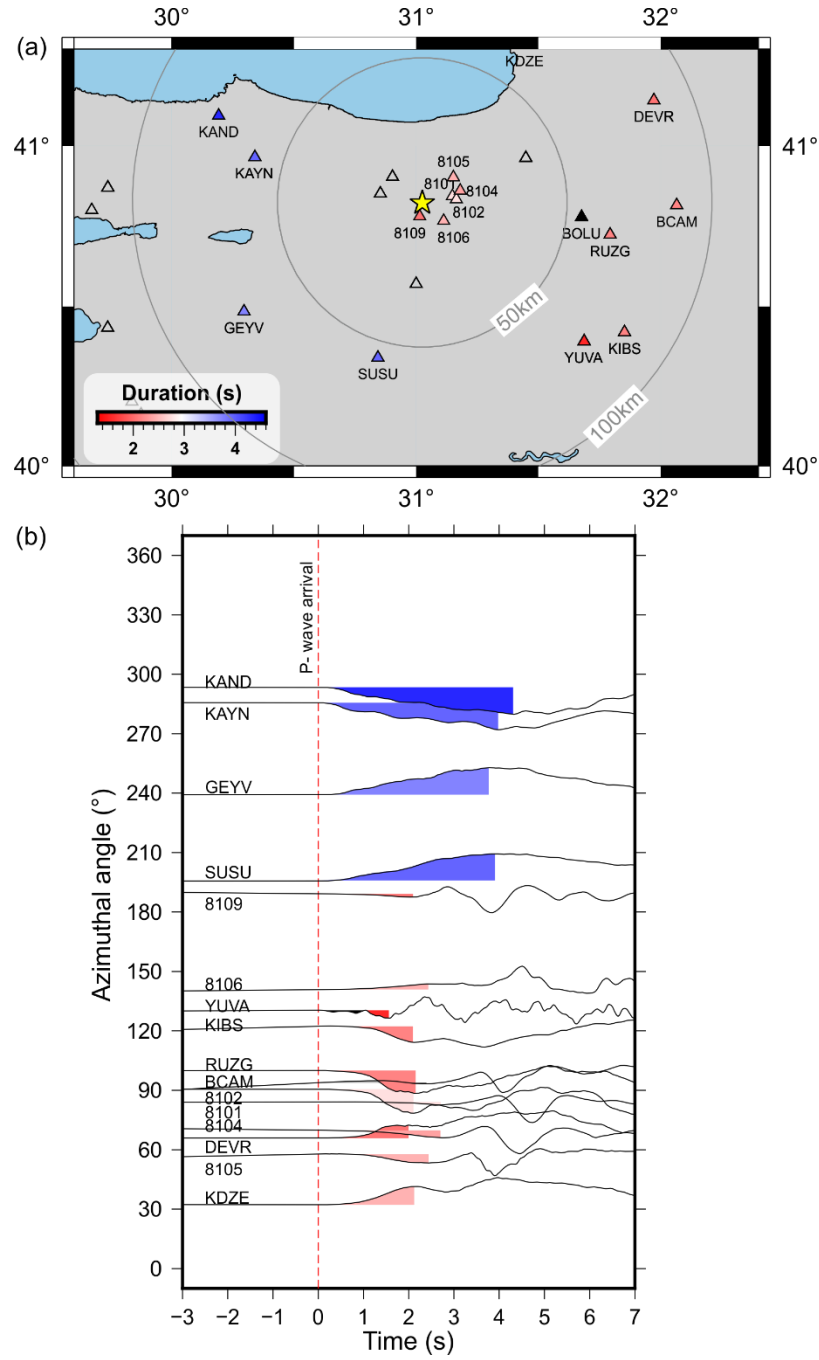 30° 31° 32°
(a)
KDZE
DEVR
KAND
41° 41°
KAYN
8105
8101
8104
8102
BCAM
8109
8106
BOLU
RUZG
GEYV
50km
YUVA
KIBS
SUSU
Duration (s)
2 3 4
100km
40° 40°
30° 31° 32°
(b)
P- wave arrival
360
330
300
KAND
KAYN
270
GEYV
240
SUSU
210
8109
180
8106
150
YUVA
KIBS
120
RUZG
BCAM
90
8102
8101
8104
60
DEVR
8105
KDZE
30
0
Azimuthal angle (°)
−3 −2 −1 0 1 2 3 4 5 6 7
Time (s)